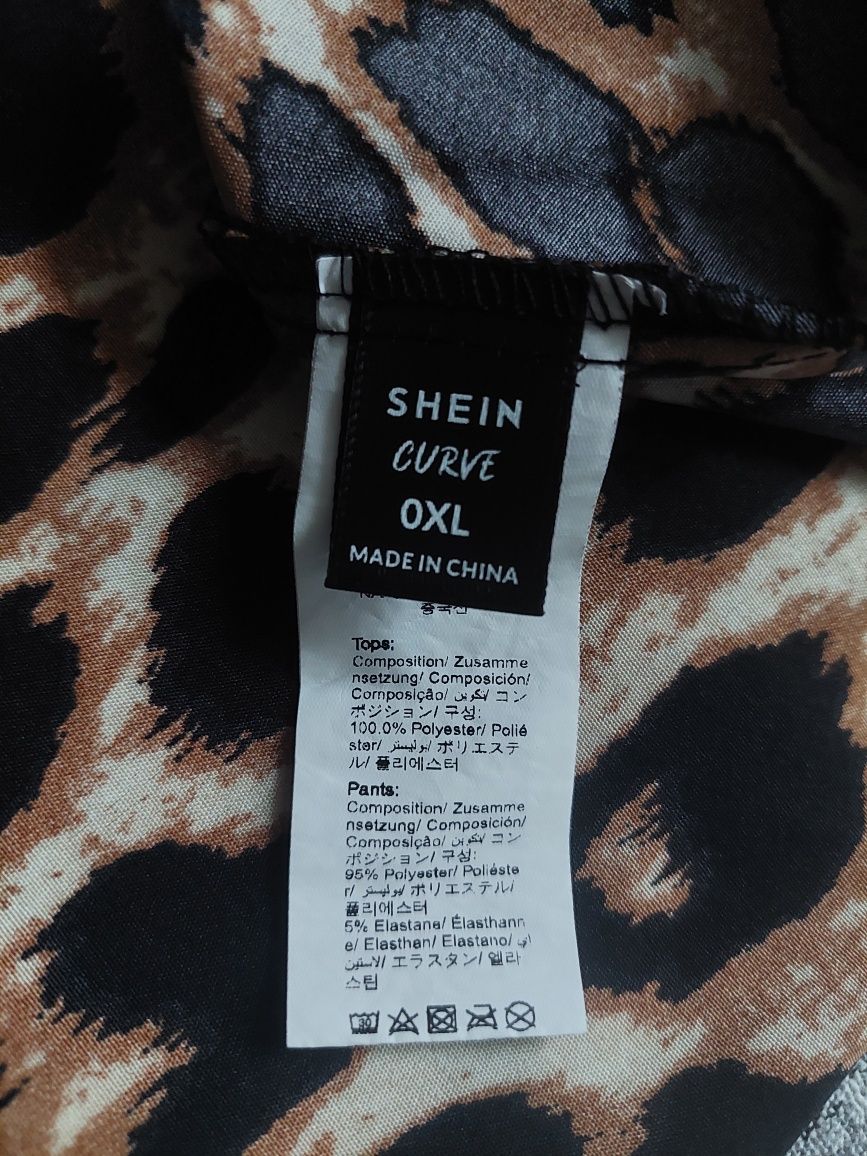 SHEIN
CURVE
0XL
MADE IN CHINA
중국산
Tops:
Composition/ Zusamme
nsetzung/ Composición/
Composição/ تكوين/ コン
ポジション/ 구성:
100.0% Polyester/ Polié
ster/ بوليستر/ ポリエステ
ル/ 폴리에스터
Pants:
Composition/ Zusamme
nsetzung/ Composición/
Composição/ تكوين/ コン
ポジション/ 구성:
95% Polyester/ Polieste
r/ بوليستر/ ポリエステル/
폴리에스터
5% Elastane/ Élasthann
e/ Elasthan/ Elastano/ إي
لاستين/ エラスタン/ 엘라
스틴
30